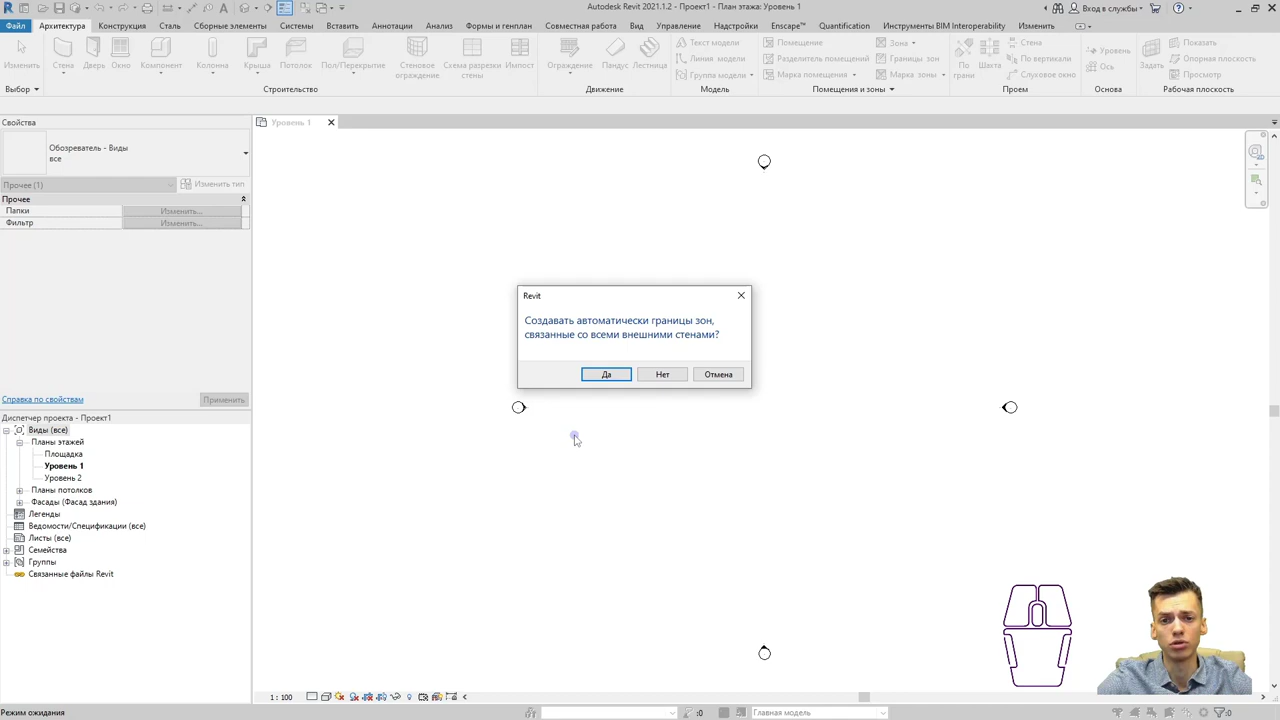 Autodesk Revit 2021.1.2 - Проект1 - План этажа: Уровень 1
Вход в службы
Файл Архитектура Конструкция Сталь Сборные элементы Системы Вставить Аннотации Анализ Формы и генплан Совместная работа Вид Управление Надстройки Enscape™ Quantification Инструменты BIM Interoperability Изменить
Изменить Стена Дверь Окно Компонент Колонна Крыша Потолок Пол/Перекрытие Стеновое ограждение Схема разрезки стены Импост Ограждение Пандус Лестница
Текст модели
Линия модели
Группа модели
Помещение
Разделитель помещений
Марка помещения
Зона
Границы зон
Марка зоны
По грани
Шахта
Стена
По вертикали
Слуховое окно
Уровень
Ось
Задать
Показать
Опорная плоскость
Просмотр
Выбор Строительство Движение Модель Помещения и зоны Проем Основа Рабочая плоскость
Свойства
Уровень 1
Обозреватель - Виды
все
Прочее (1)
Изменить тип
Прочее
Папки Изменить...
Фильтр Изменить...
Revit
Создавать автоматически границы зон,
связанные со всеми внешними стенами?
Да Нет Отмена
Справка по свойствам Применить
Диспетчер проекта - Проект1
Виды (все)
Планы этажей
Площадка
Уровень 1
Уровень 2
Планы потолков
Фасады (Фасад здания)
Легенды
Ведомости/Спецификации (все)
Листы (все)
Семейства
Группы
Связанные файлы Revit
1 : 100
Режим ожидания
:0
Главная модель
:0